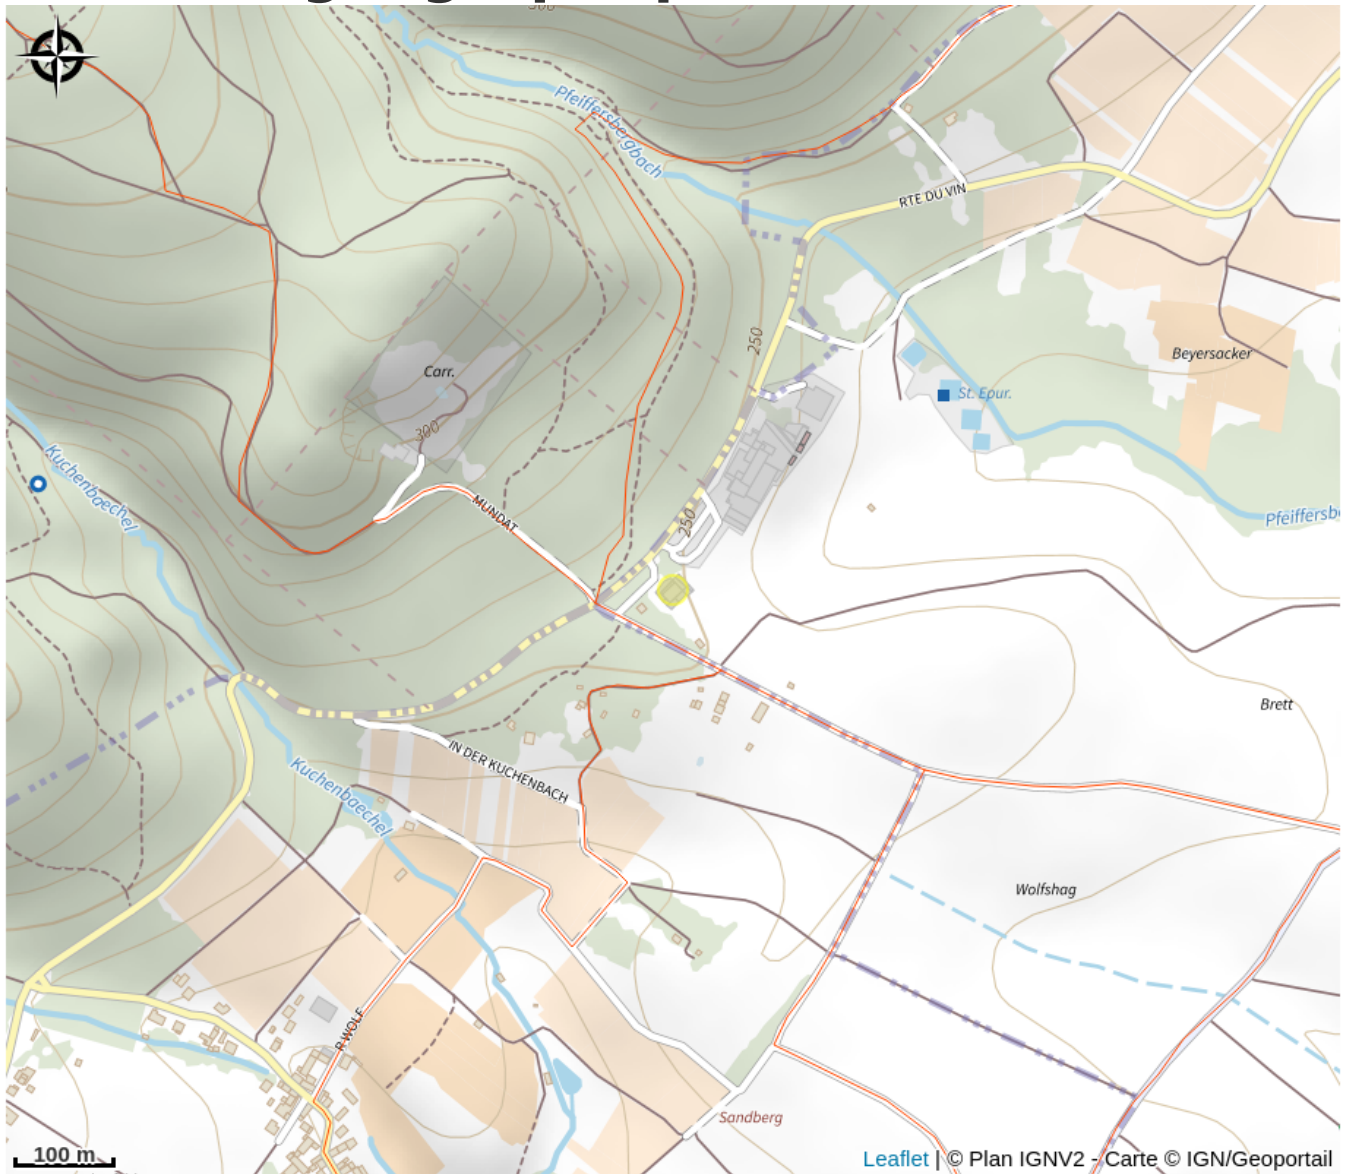 300
Pfeiffersbergbach
RTE DU VIN
250
Beyersacker
Carr.
St. Epur.
300
Kuchenbaechel
MUNDAT
250
Pfeiffersb
Brett
IN DER KUCHENBACH
Kuchenbaechel
Wolfshag
R WOLF
Sandberg
100 m
Leaflet | © Plan IGNV2 - Carte © IGN/Geoportail